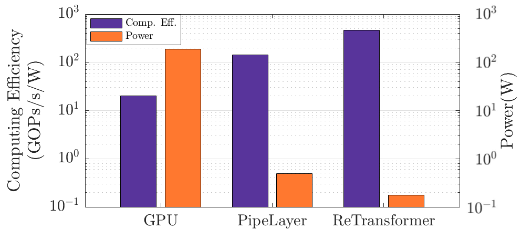 Computing Efficiency
(GOPs/s/W)
10^3
10^2
10^1
10^0
10^-1
Comp. Eff.
Power
GPU PipeLayer ReTransformer
10^3
10^2
10^1
10^0
10^-1
Power(W)